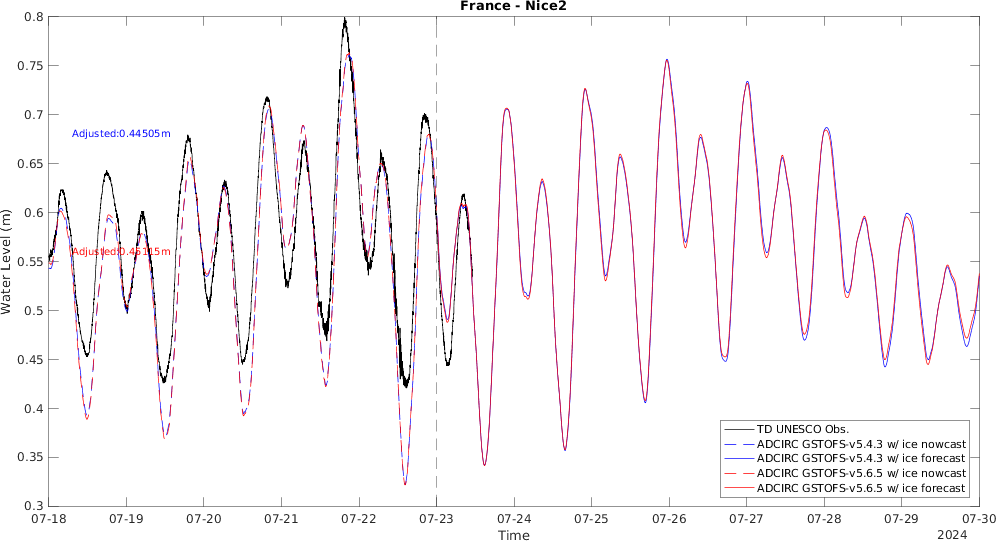 France - Nice2
0.8
0.75
0.7
0.65
0.6
0.55
0.5
0.45
0.4
0.35
0.3
Water Level (m)
Adjusted:0.44505m
Adjusted:0.45115m
TD UNESCO Obs.
ADCIRC GSTOFS-v5.4.3 w/ ice nowcast
ADCIRC GSTOFS-v5.4.3 w/ ice forecast
ADCIRC GSTOFS-v5.6.5 w/ ice nowcast
ADCIRC GSTOFS-v5.6.5 w/ ice forecast
07-18 07-19 07-20 07-21 07-22 07-23 07-24 07-25 07-26 07-27 07-28 07-29 07-30
Time
2024